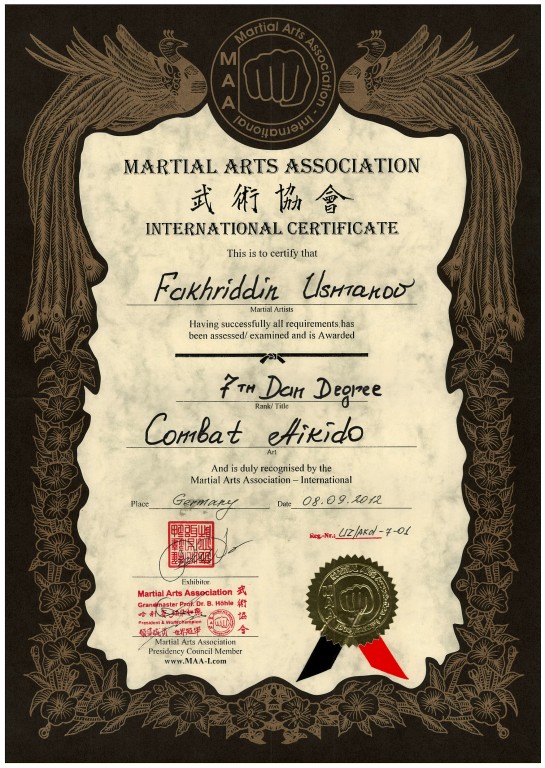 Martial Arts Association - International
MAA
MARTIAL ARTS ASSOCIATION
武術協會
INTERNATIONAL CERTIFICATE
This is to certify that
Fakhriddin Usmanov
Martial Artists
Having successfully all requirements has
been assessed/ examined and is Awarded
7TH Dan Degree
Rank/ Title
Combat Aikido
Art
And is duly recognised by the
Martial Arts Association – International
Place Germany Date 08.09.2012
Reg.-Nr.: UZ/AKOI-7-01
Exhibitor
Martial Arts Association 武術協會
Grandmaster Prof. Dr. B. Höhle
President & World Champion
Martial Arts Association
Presidency Council Member
www.MAA-I.com